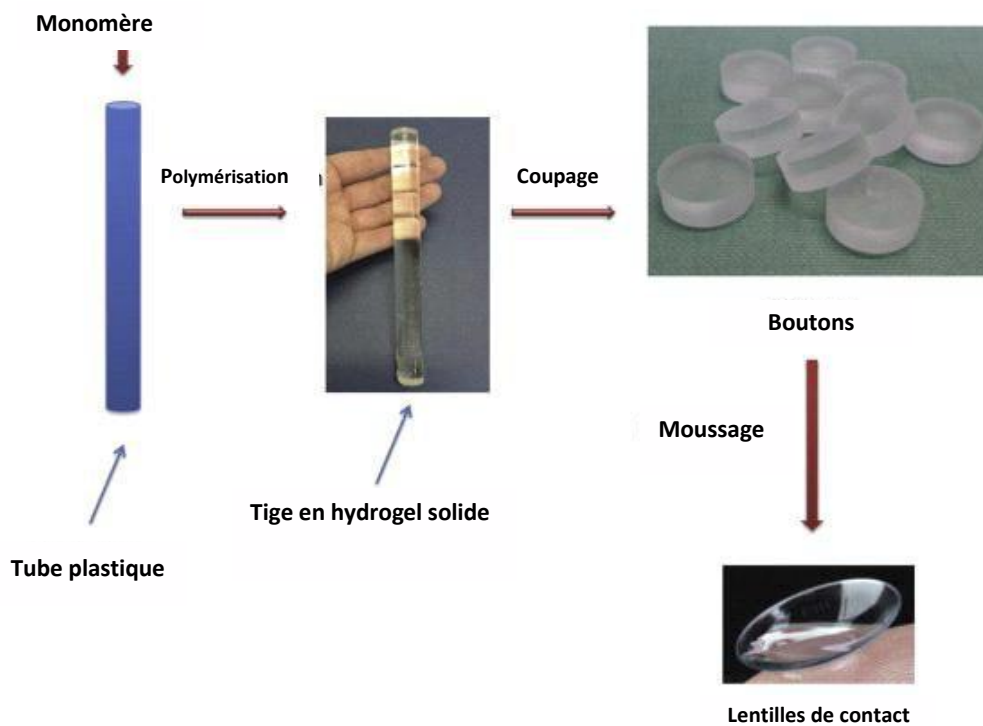 Monomère
Polymérisation
Coupage
Boutons
Moussage
Tige en hydrogel solide
Tube plastique
Lentilles de contact